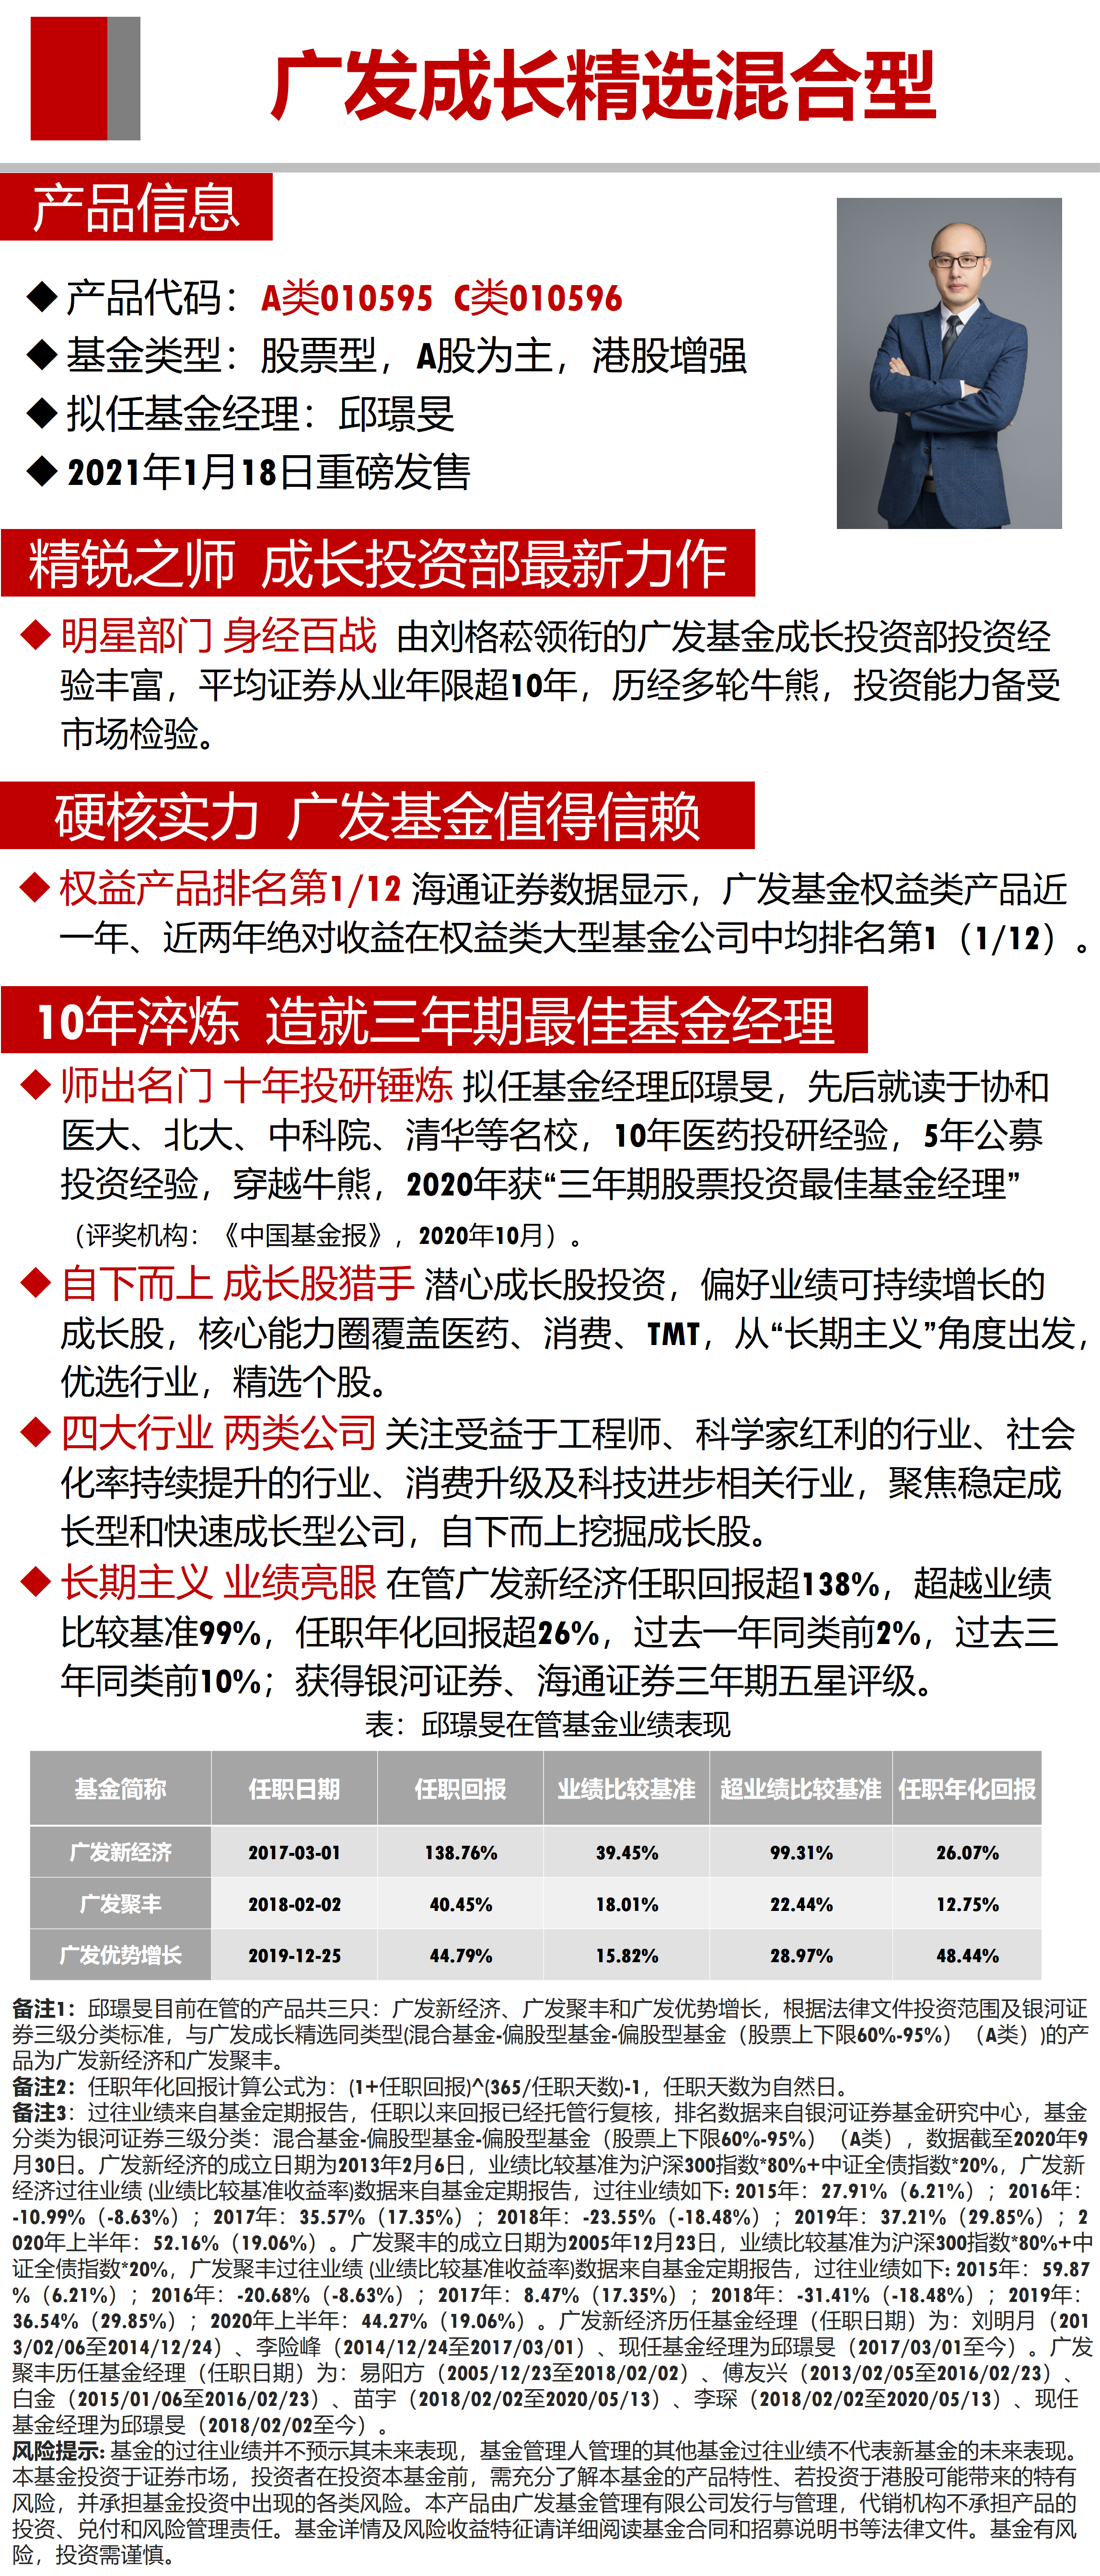 广发成长精选混合型
产品信息
◆产品代码：A类010595 C类010596
◆基金类型：股票型，A股为主，港股增强
◆拟任基金经理：邱璟旻
◆2021年1月18日重磅发售
精锐之师 成长投资部最新力作
◆明星部门 身经百战 由刘格菘领衔的广发基金成长投资部投资经
验丰富，平均证券从业年限超10年，历经多轮牛熊，投资能力备受
市场检验。
硬核实力 广发基金值得信赖
◆权益产品排名第1/12 海通证券数据显示，广发基金权益类产品近
一年、近两年绝对收益在权益类大型基金公司中均排名第1（1/12）。
10年淬炼 造就三年期最佳基金经理
◆师出名门 十年投研锤炼 拟任基金经理邱璟旻，先后就读于协和
医大、北大、中科院、清华等名校，10年医药投研经验，5年公募
投资经验，穿越牛熊，2020年获“三年期股票投资最佳基金经理”
（评奖机构：《中国基金报》，2020年10月）。
◆自下而上 成长股猎手 潜心成长股投资，偏好业绩可持续增长的
成长股，核心能力圈覆盖医药、消费、TMT，从“长期主义”角度出发，
优选行业，精选个股。
◆四大行业 两类公司 关注受益于工程师、科学家红利的行业、社会
化率持续提升的行业、消费升级及科技进步相关行业，聚焦稳定成
长型和快速成长型公司，自下而上挖掘成长股。
◆长期主义 业绩亮眼 在管广发新经济任职回报超138%，超越业绩
比较基准99%，任职年化回报超26%，过去一年同类前2%，过去三
年同类前10%；获得银河证券、海通证券三年期五星评级。
表：邱璟旻在管基金业绩表现
基金简称 任职日期 任职回报 业绩比较基准 超业绩比较基准 任职年化回报
广发新经济 2017-03-01 138.76% 39.45% 99.31% 26.07%
广发聚丰 2018-02-02 40.45% 18.01% 22.44% 12.75%
广发优势增长 2019-12-25 44.79% 15.82% 28.97% 48.44%
备注1：邱璟旻目前在管的产品共三只：广发新经济、广发聚丰和广发优势增长，根据法律文件投资范围及银河证
券三级分类标准，与广发成长精选同类型(混合基金-偏股型基金-偏股型基金（股票上下限60%-95%）（A类）)的产
品为广发新经济和广发聚丰。
备注2：任职年化回报计算公式为：(1+任职回报)^(365/任职天数)-1，任职天数为自然日。
备注3：过往业绩来自基金定期报告，任职以来回报已经托管行复核，排名数据来自银河证券基金研究中心，基金
分类为银河证券三级分类：混合基金-偏股型基金-偏股型基金（股票上下限60%-95%）（A类），数据截至2020年9
月30日。广发新经济的成立日期为2013年2月6日，业绩比较基准为沪深300指数*80%+中证全债指数*20%，广发新
经济过往业绩 (业绩比较基准收益率)数据来自基金定期报告，过往业绩如下: 2015年：27.91%（6.21%）；2016年：
-10.99%（-8.63%）；2017年：35.57%（17.35%）；2018年：-23.55%（-18.48%）；2019年：37.21%（29.85%）；2
020年上半年：52.16%（19.06%）。广发聚丰的成立日期为2005年12月23日，业绩比较基准为沪深300指数*80%+中
证全债指数*20%，广发聚丰过往业绩 (业绩比较基准收益率)数据来自基金定期报告，过往业绩如下: 2015年：59.87
%（6.21%）；2016年：-20.68%（-8.63%）；2017年：8.47%（17.35%）；2018年：-31.41%（-18.48%）；2019年：
36.54%（29.85%）；2020年上半年：44.27%（19.06%）。广发新经济历任基金经理（任职日期）为：刘明月（201
3/02/06至2014/12/24）、李险峰（2014/12/24至2017/03/01）、现任基金经理为邱璟旻（2017/03/01至今）。广发
聚丰历任基金经理（任职日期）为：易阳方（2005/12/23至2018/02/02）、傅友兴（2013/02/05至2016/02/23）、
白金（2015/01/06至2016/02/23）、苗宇（2018/02/02至2020/05/13）、李琛（2018/02/02至2020/05/13）、现任
基金经理为邱璟旻（2018/02/02至今）。
风险提示: 基金的过往业绩并不预示其未来表现，基金管理人管理的其他基金过往业绩不代表新基金的未来表现。
本基金投资于证券市场，投资者在投资本基金前，需充分了解本基金的产品特性、若投资于港股可能带来的特有
风险，并承担基金投资中出现的各类风险。本产品由广发基金管理有限公司发行与管理，代销机构不承担产品的
投资、兑付和风险管理责任。基金详情及风险收益特征请详细阅读基金合同和招募说明书等法律文件。基金有风
险，投资需谨慎。